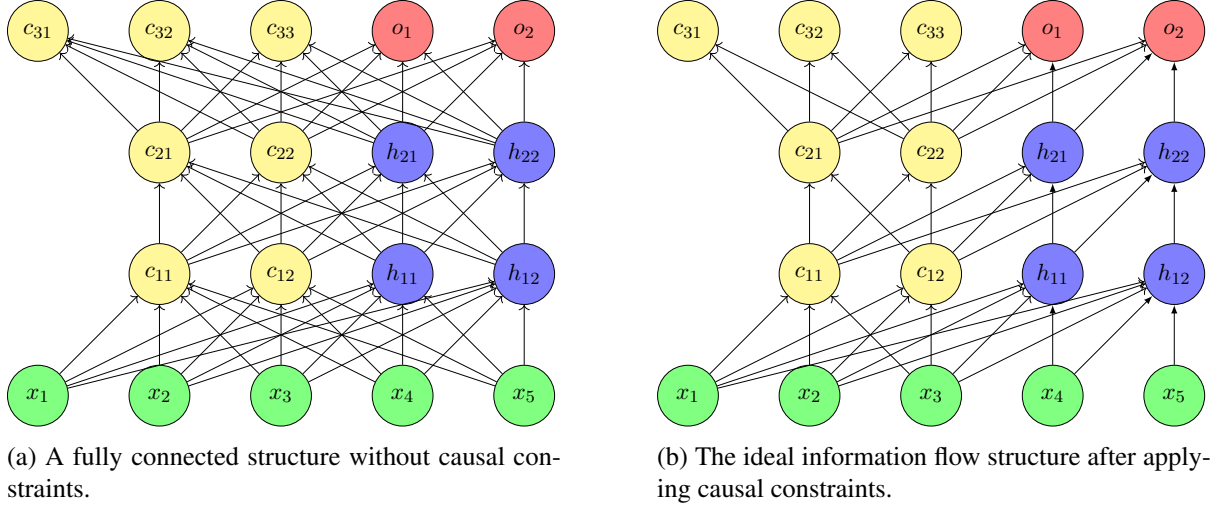 c31 c32 c33 o1 o2
c21 c22 h21 h22
c11 c12 h11 h12
x1 x2 x3 x4 x5
(a) A fully connected structure without causal con-
straints.
c31 c32 c33 o1 o2
c21 c22 h21 h22
c11 c12 h11 h12
x1 x2 x3 x4 x5
(b) The ideal information flow structure after apply-
ing causal constraints.